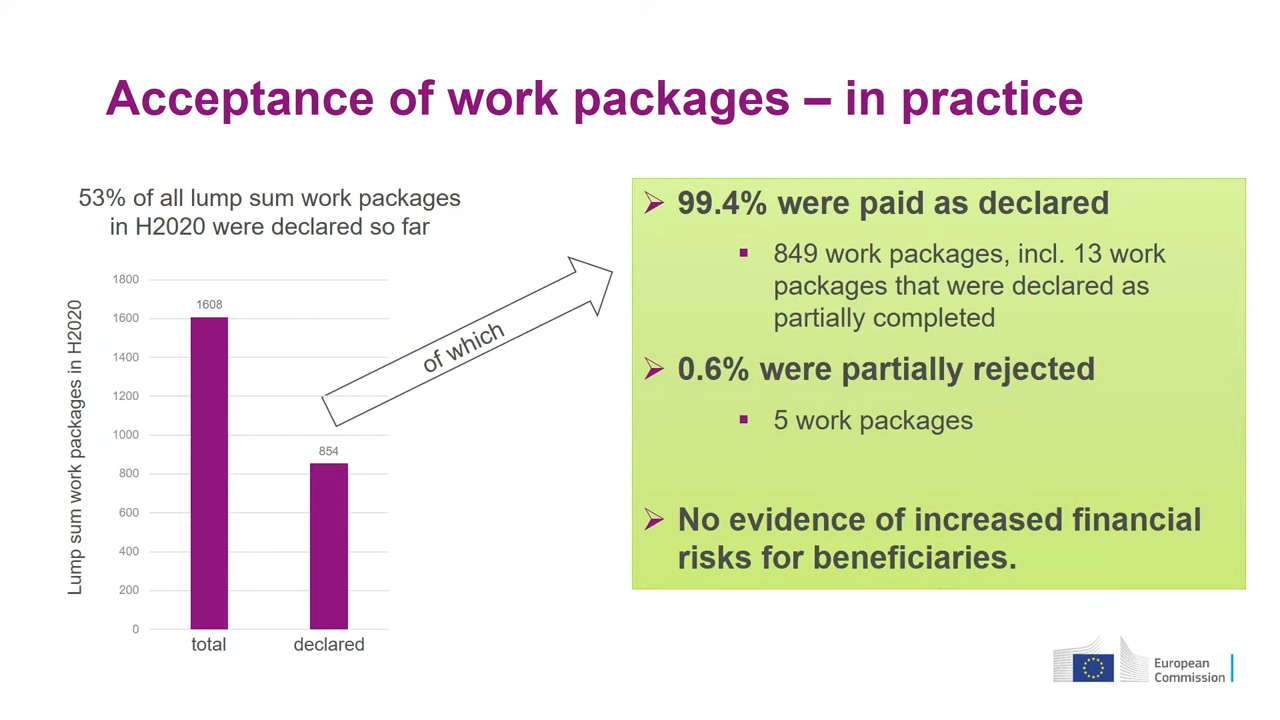 Acceptance of work packages – in practice
53% of all lump sum work packages
in H2020 were declared so far
Lump sum work packages in H2020
1800
1600
1400
1200
1000
800
600
400
200
0
1608
854
total
declared
of which
99.4% were paid as declared
849 work packages, incl. 13 work
packages that were declared as
partially completed
0.6% were partially rejected
5 work packages
No evidence of increased financial
risks for beneficiaries.
European
Commission